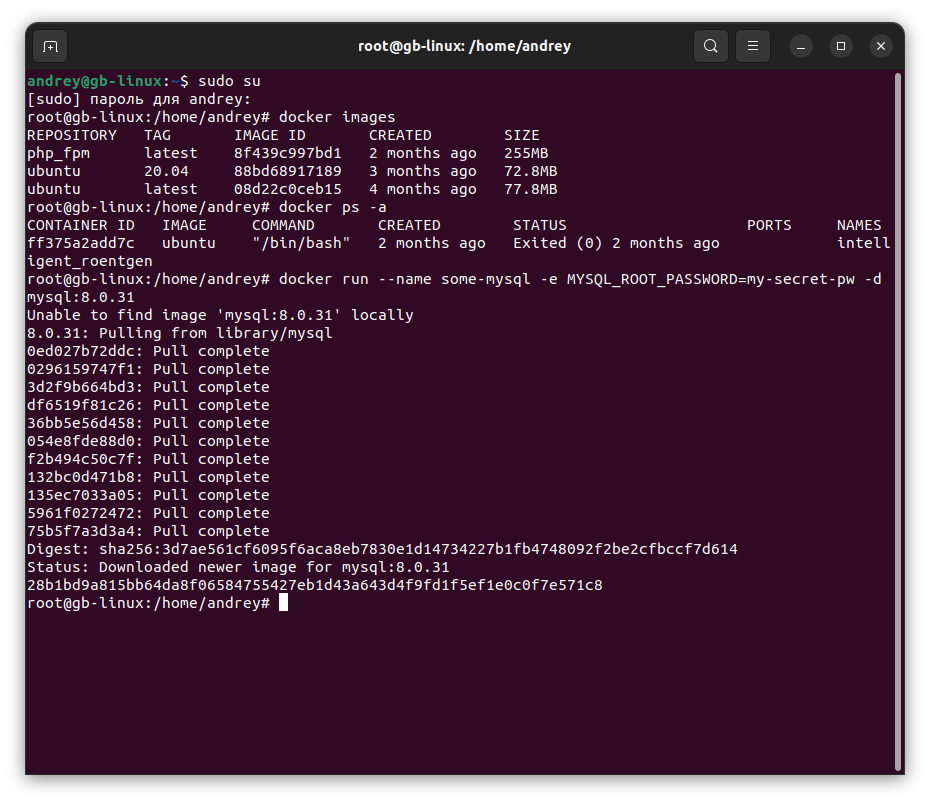 root@gb-linux: /home/andrey
andrey@gb-linux:~$ sudo su
[sudo] пароль для andrey:
root@gb-linux:/home/andrey# docker images
REPOSITORY   TAG       IMAGE ID       CREATED        SIZE
php_fpm      latest    8f439c997bd1   2 months ago   255MB
ubuntu       20.04     88bd68917189   3 months ago   72.8MB
ubuntu       latest    08d22c0ceb15   4 months ago   77.8MB
root@gb-linux:/home/andrey# docker ps -a
CONTAINER ID   IMAGE     COMMAND       CREATED        STATUS                   PORTS     NAMES
ff375a2add7c   ubuntu    "/bin/bash"   2 months ago   Exited (0) 2 months ago             intell
igent_roentgen
root@gb-linux:/home/andrey# docker run --name some-mysql -e MYSQL_ROOT_PASSWORD=my-secret-pw -d
mysql:8.0.31
Unable to find image 'mysql:8.0.31' locally
8.0.31: Pulling from library/mysql
0ed027b72ddc: Pull complete
0296159747f1: Pull complete
3d2f9b664bd3: Pull complete
df6519f81c26: Pull complete
36bb5e56d458: Pull complete
054e8fde88d0: Pull complete
f2b494c50c7f: Pull complete
132bc0d471b8: Pull complete
135ec7033a05: Pull complete
5961f0272472: Pull complete
75b5f7a3d3a4: Pull complete
Digest: sha256:3d7ae561cf6095f6aca8eb7830e1d14734227b1fb4748092f2be2cfbccf7d614
Status: Downloaded newer image for mysql:8.0.31
28b1bd9a815bb64da8f06584755427eb1d43a643d4f9fd1f5ef1e0c0f7e571c8
root@gb-linux:/home/andrey#